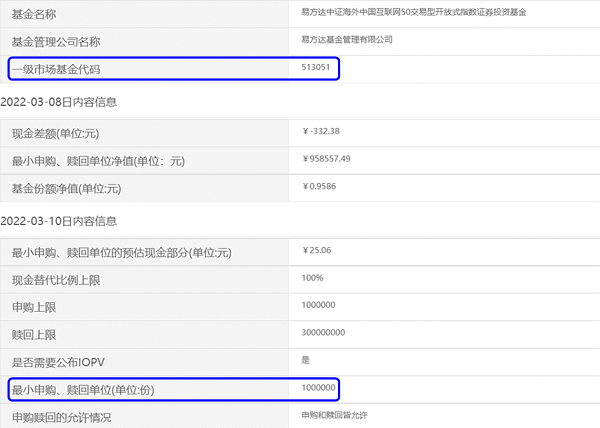 基金名称 易方达中证海外中国互联网50交易型开放式指数证券投资基金
基金管理公司名称 易方达基金管理有限公司
一级市场基金代码 513051
2022-03-08日内容信息
现金差额(单位:元) ¥-332.38
最小申购、赎回单位净值(单位：元) ¥958557.49
基金份额净值(单位:元) ¥0.9586
2022-03-10日内容信息
最小申购、赎回单位的预估现金部分(单位:元) ¥25.06
现金替代比例上限 100%
申购上限 1000000
赎回上限 300000000
是否需要公布IOPV 是
最小申购、赎回单位(单位:份) 1000000
申购赎回的允许情况 申购和赎回皆允许